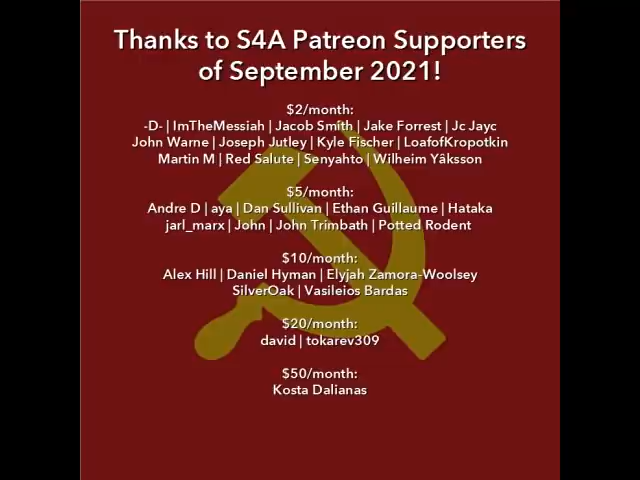 Thanks to S4A Patreon Supporters
of September 2021!
$2/month:
-D- | ImTheMessiah | Jacob Smith | Jake Forrest | Jc Jayc
John Warne | Joseph Jutley | Kyle Fischer | LoafofKropotkin
Martin M | Red Salute | Senyahto | Wilheim Yâksson
$5/month:
Andre D | aya | Dan Sullivan | Ethan Guillaume | Hataka
jarl_marx | John | John Trimbath | Potted Rodent
$10/month:
Alex Hill | Daniel Hyman | Elyjah Zamora-Woolsey
SilverOak | Vasileios Bardas
$20/month:
david | tokarev309
$50/month:
Kosta Dalianas